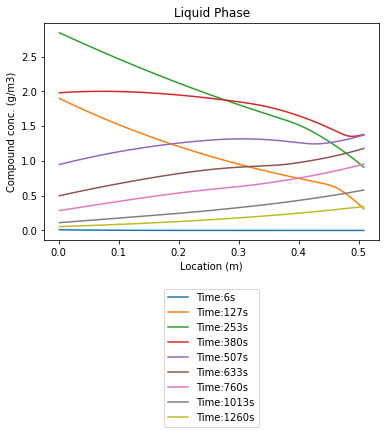 Liquid Phase
Compound conc. (g/m3)
2.5
2.0
1.5
1.0
0.5
0.0
0.0 0.1 0.2 0.3 0.4 0.5
Location (m)
Time:6s
Time:127s
Time:253s
Time:380s
Time:507s
Time:633s
Time:760s
Time:1013s
Time:1260s